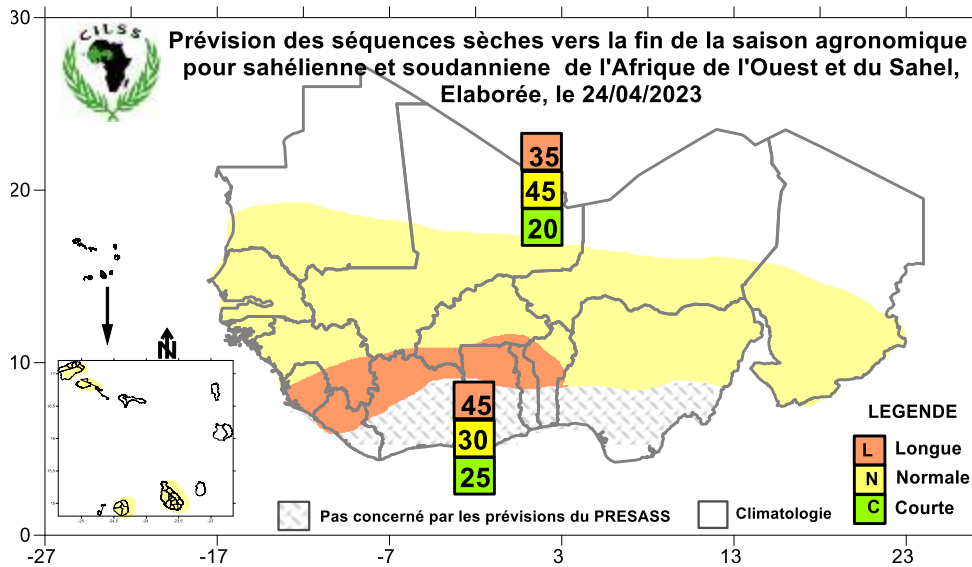 CILSS
Prévision des séquences sèches vers la fin de la saison agronomique
pour sahélienne et soudanniene de l'Afrique de l'Ouest et du Sahel,
Elaborée, le 24/04/2023
30
20
10
0
-27
-17
-7
3
13
23
35
45
20
45
30
25
N
LEGENDE
L Longue
N Normale
C Courte
Pas concerné par les prévisions du PRESASS
Climatologie